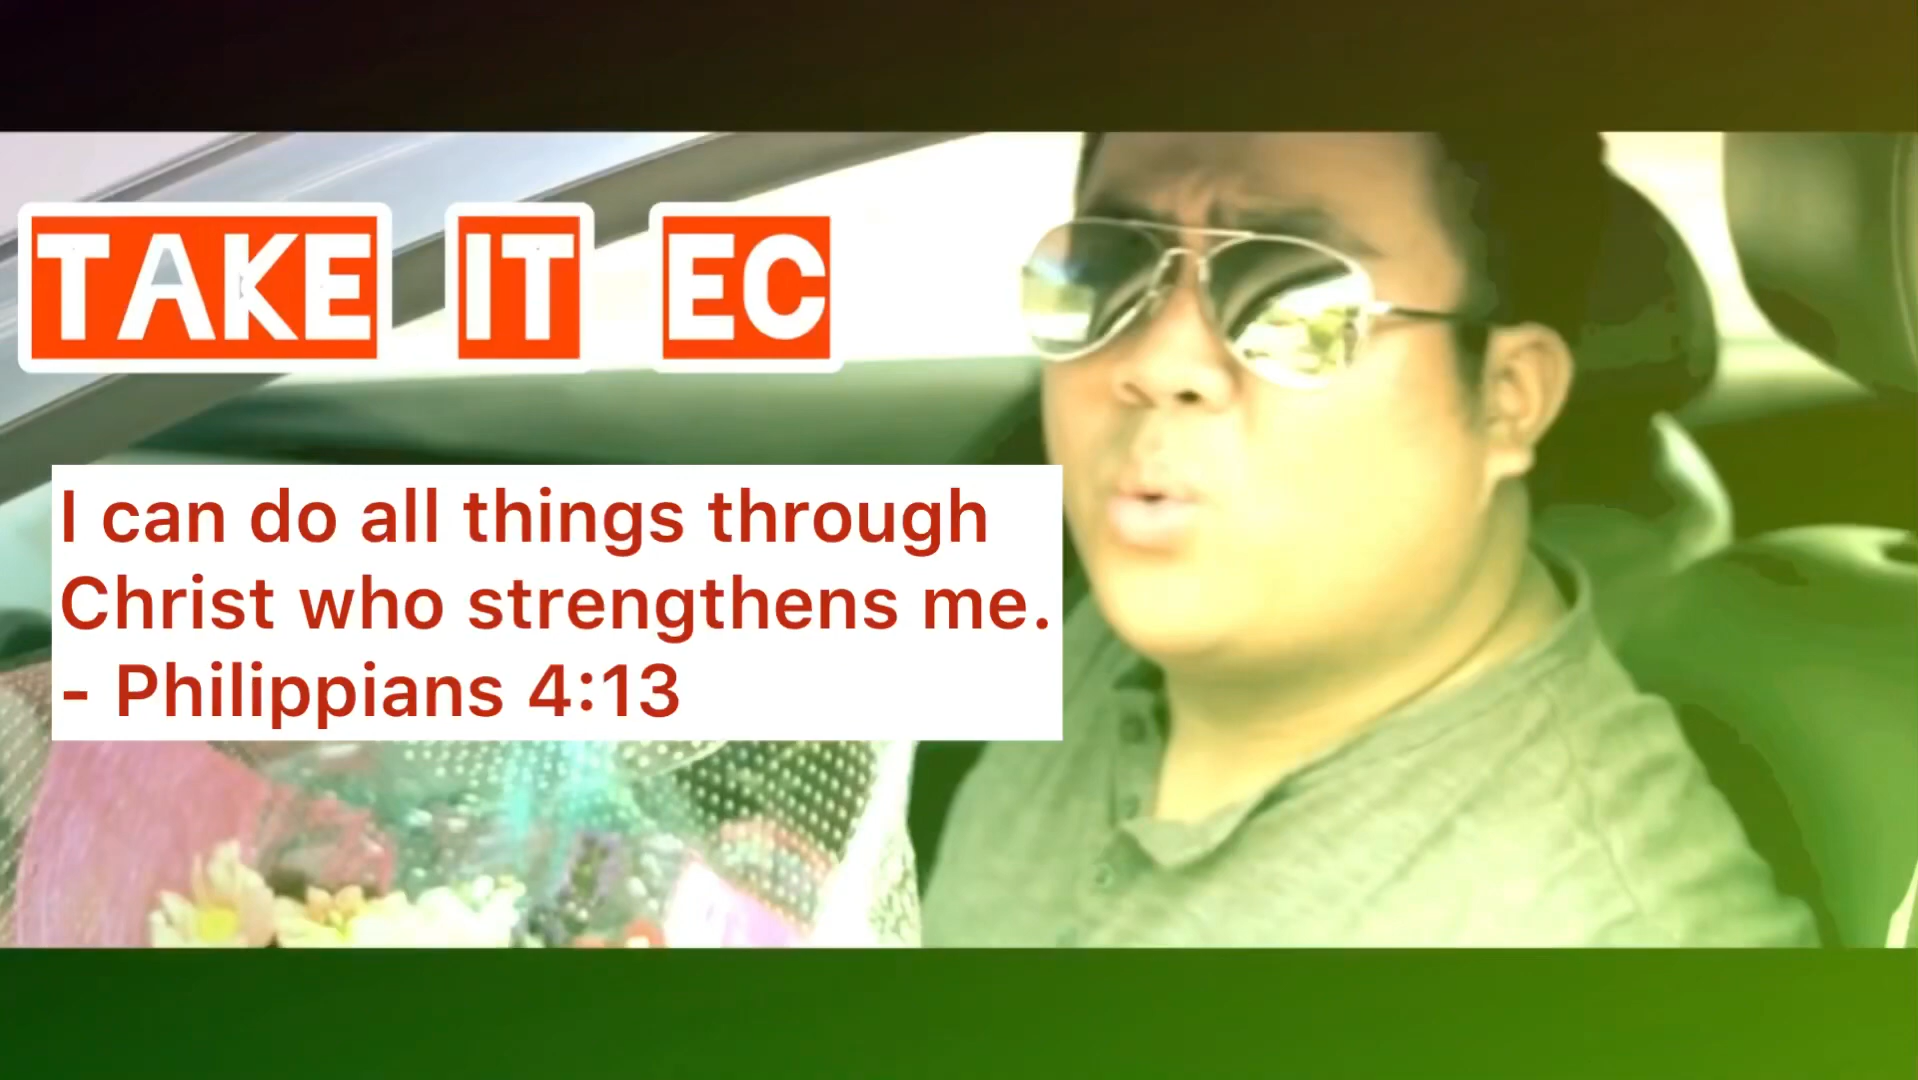 TAKE IT EC
I can do all things through
Christ who strengthens me.
- Philippians 4:13